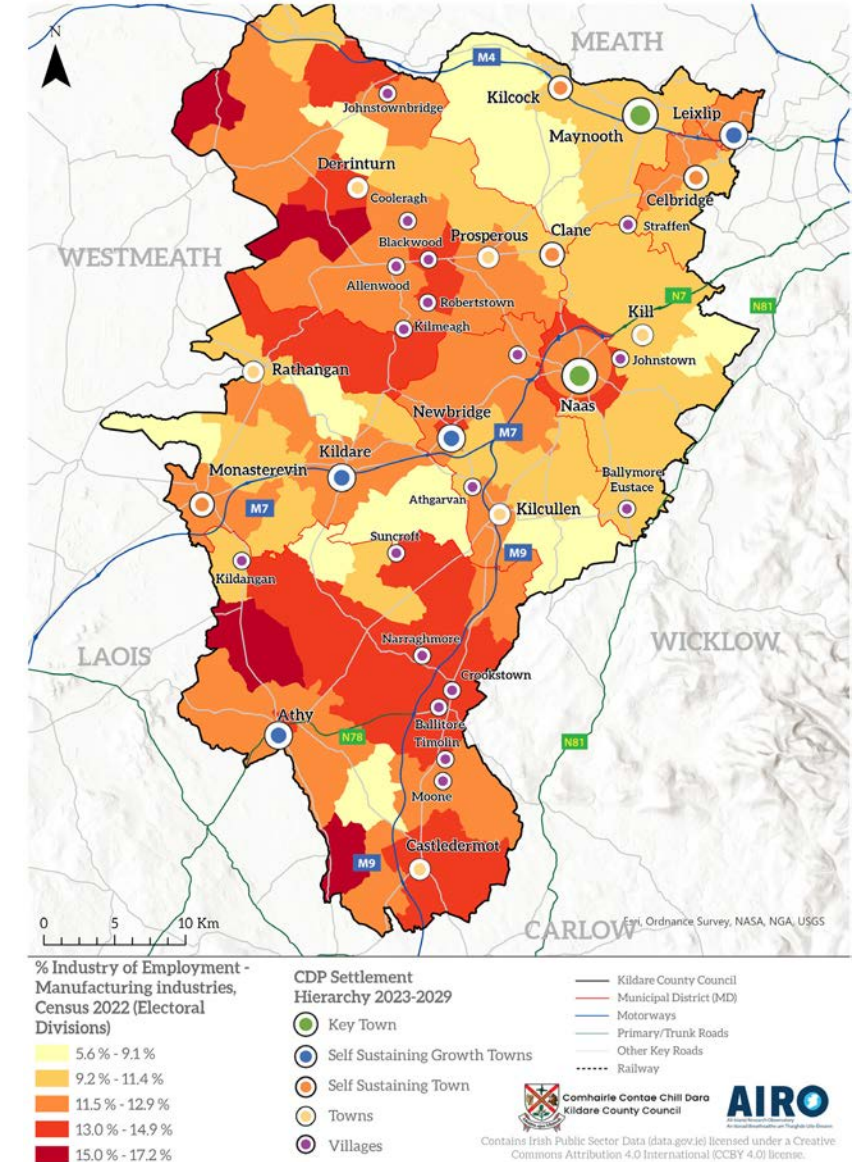 N
MEATH
M4
Johnstownbridge
Kilcock
Maynooth
Leixlip
Derrinturn
Celbridge
Cooleragh
Straffen
WESTMEATH
Blackwood
Prosperous
Clane
Allenwood
Robertstown
N7
N81
Kilmeagh
Kill
Johnstown
Rathangan
Naas
Newbridge
M7
Kildare
Monasterevin
Ballymore
Eustace
M7
Athgarvan
Kilcullen
Suncroft
M9
Kildangan
LAOIS
Narraghmore
WICKLOW
Crookstown
Athy
Ballitore
N78
Timolin
N81
Moone
Castledermot
M9
0 5 10 Km
CARLOW
Esri, Ordnance Survey, NASA, NGA, USGS
% Industry of Employment -
Manufacturing industries,
Census 2022 (Electoral
Divisions)
5.6 % - 9.1 %
9.2 % - 11.4 %
11.5 % - 12.9 %
13.0 % - 14.9 %
15.0 % - 17.2 %
CDP Settlement
Hierarchy 2023-2029
Key Town
Self Sustaining Growth Towns
Self Sustaining Town
Towns
Villages
Kildare County Council
Municipal District (MD)
Motorways
Primary/Trunk Roads
Other Key Roads
Railway
Comhairle Contae Chill Dara
Kildare County Council
AIRO
Contains Irish Public Sector Data (data.gov.ie) licensed under a Creative
Commons Attribution 4.0 International (CCBY 4.0) license.